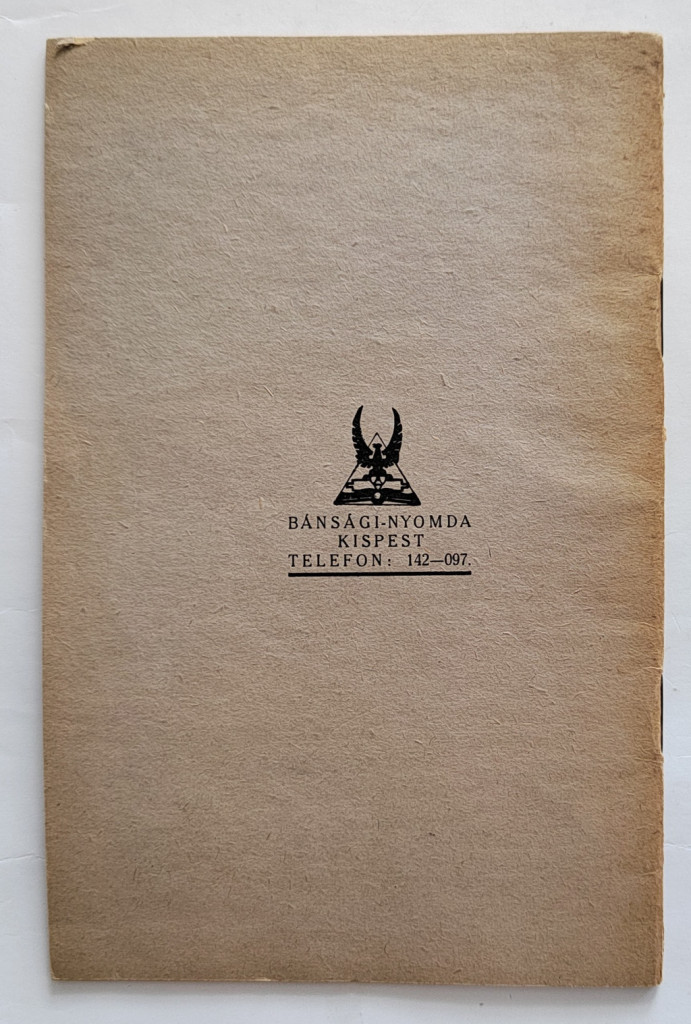 BÁNSÁGI-NYOMDA
KISPEST
TELEFON: 142—097.